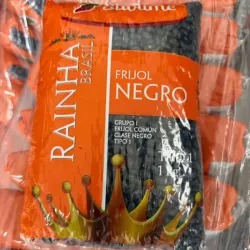 RAINHA
BRASIL
FRIJOL
NEGRO
GRUPO I
FRIJOL COMÚN
CLASE NEGRO
TIPO 1